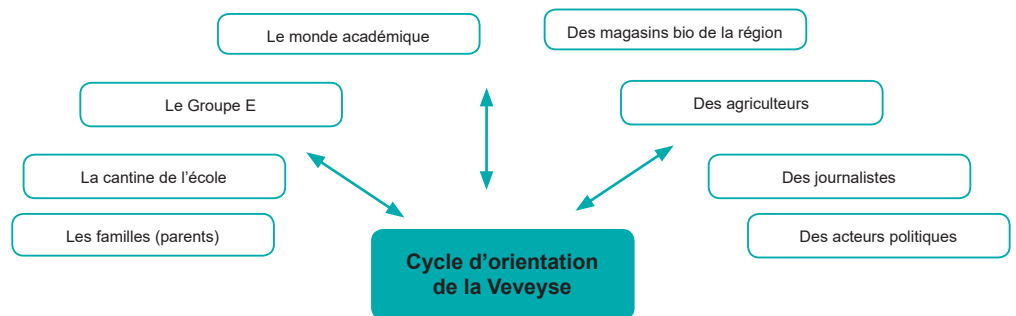 Le monde académique
Des magasins bio de la région
Le Groupe E
Des agriculteurs
La cantine de l’école
Des journalistes
Les familles (parents)
Des acteurs politiques
Cycle d’orientation
de la Veveyse